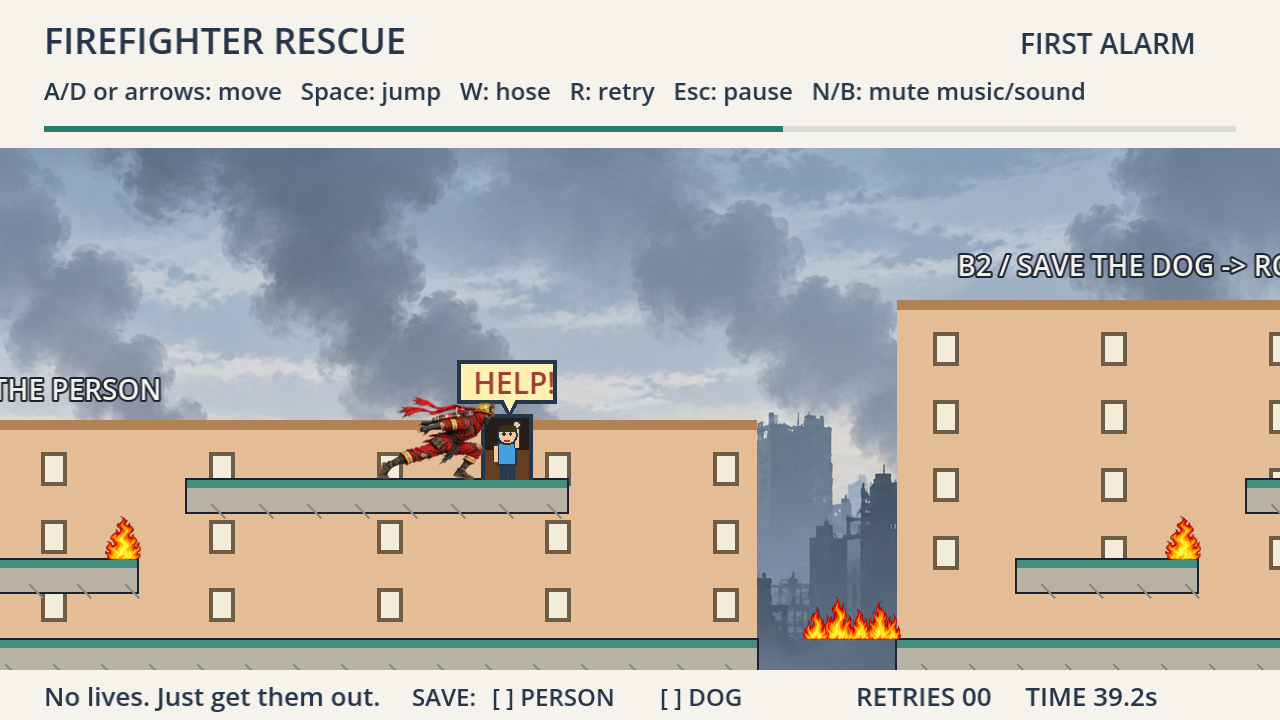 FIREFIGHTER RESCUE
FIRST ALARM
A/D or arrows: move Space: jump W: hose R: retry Esc: pause N/B: mute music/sound
B2 / SAVE THE DOG ->
THE PERSON
HELP!
No lives. Just get them out. SAVE: [ ] PERSON [ ] DOG RETRIES 00 TIME 39.2s